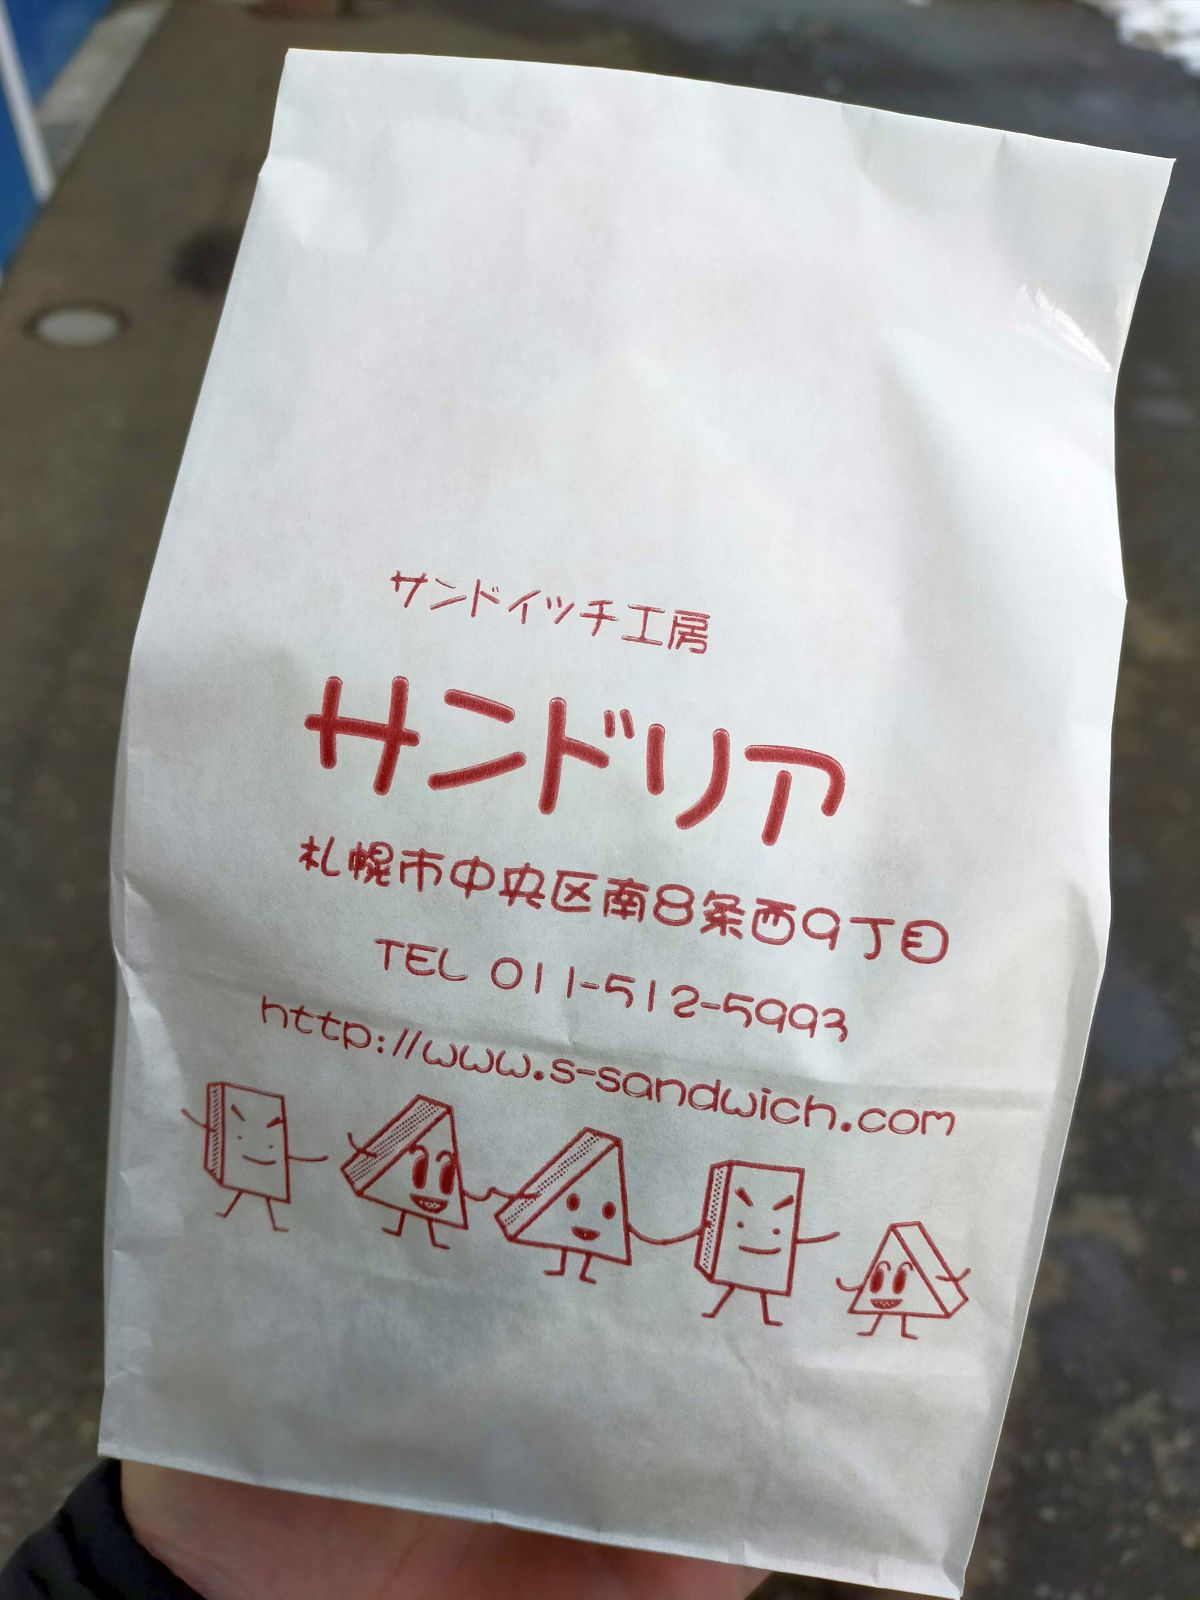 サンドイッチ工房
サンドリア
札幌市中央区南8条西9丁目
TEL 011-512-5993
http://www.s-sandwich.com